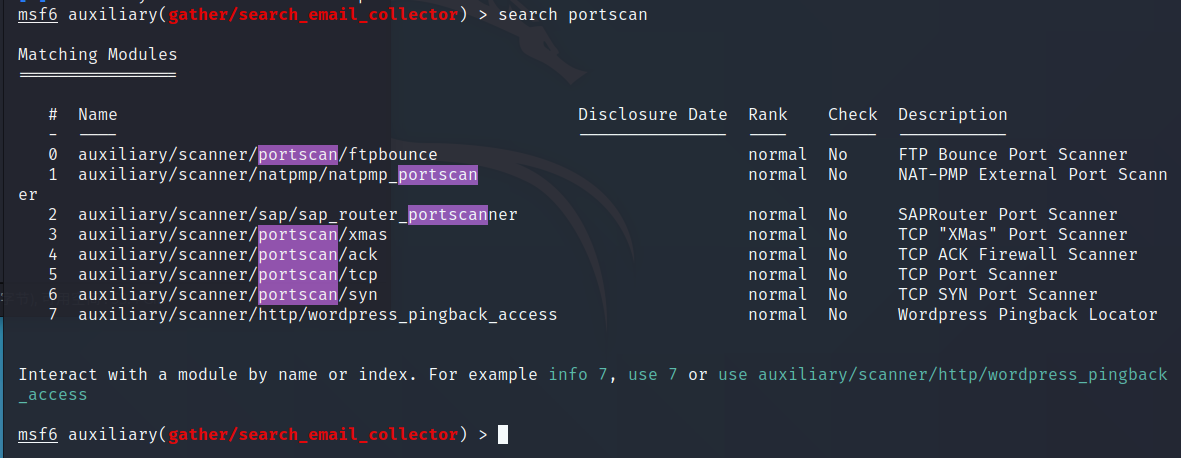 msf6 auxiliary(gather/search_email_collector) > search portscan
Matching Modules
================
# Name Disclosure Date Rank Check Description
- ---- --------------- ---- ----- -----------
0 auxiliary/scanner/portscan/ftpbounce normal No FTP Bounce Port Scanner
1 auxiliary/scanner/natpmp/natpmp_portscan normal No NAT-PMP External Port Scann
er
2 auxiliary/scanner/sap/sap_router_portscanner normal No SAPRouter Port Scanner
3 auxiliary/scanner/portscan/xmas normal No TCP "XMas" Port Scanner
4 auxiliary/scanner/portscan/ack normal No TCP ACK Firewall Scanner
5 auxiliary/scanner/portscan/tcp normal No TCP Port Scanner
6 auxiliary/scanner/portscan/syn normal No TCP SYN Port Scanner
7 auxiliary/scanner/http/wordpress_pingback_access normal No Wordpress Pingback Locator
Interact with a module by name or index. For example info 7, use 7 or use auxiliary/scanner/http/wordpress_pingback
_access
msf6 auxiliary(gather/search_email_collector) >